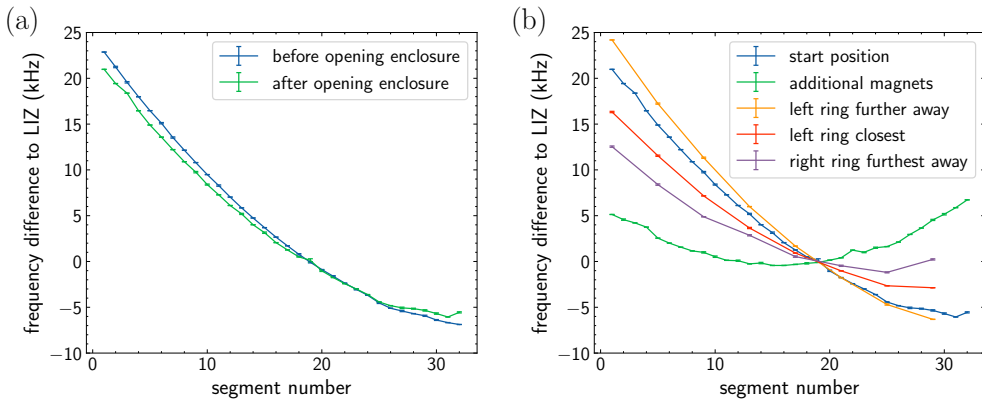 (a)
frequency difference to LIZ (kHz)
25
20
15
10
5
0
−5
−10
before opening enclosure
after opening enclosure
0
10
20
30
segment number
(b)
frequency difference to LIZ (kHz)
25
20
15
10
5
0
−5
−10
start position
additional magnets
left ring further away
left ring closest
right ring furthest away
0
10
20
30
segment number